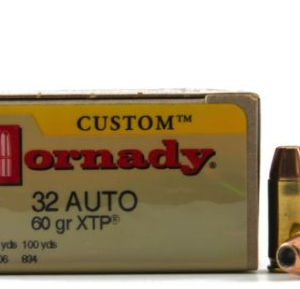 CUSTOM™
Hornady®
32 AUTO
60 gr XTP®
yds 100 yds
894